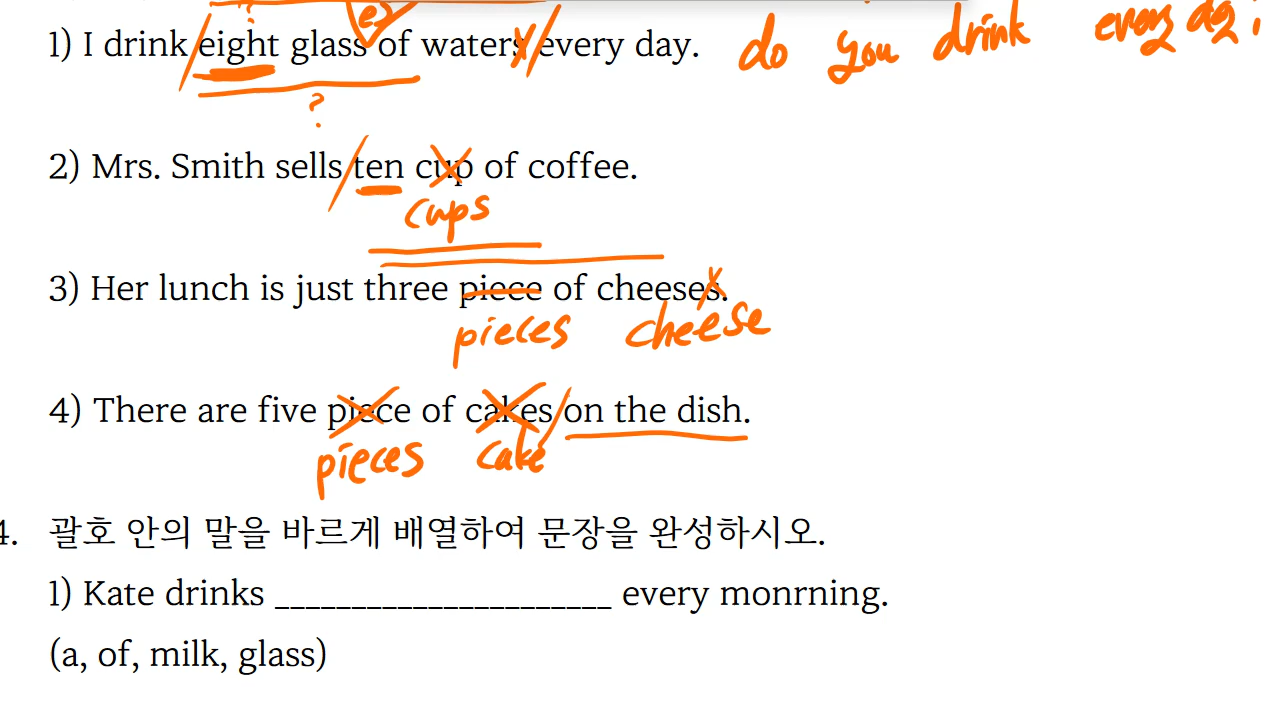 1) I drink eight glass of waters every day. do you drink every day?
es
?
2) Mrs. Smith sells ten cup of coffee.
cups
3) Her lunch is just three piece of cheeses.
pieces cheese
4) There are five piece of cakes on the dish.
pieces cake
4. 괄호 안의 말을 바르게 배열하여 문장을 완성하시오.
1) Kate drinks ______________________ every monrning.
(a, of, milk, glass)